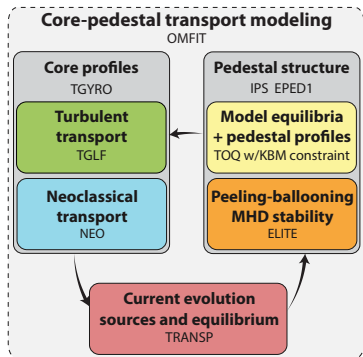 Core-pedestal transport modeling
OMFIT
Core profiles
TGYRO
Turbulent
transport
TGLF
Neoclassical
transport
NEO
Pedestal structure
IPS EPED1
Model equilibria
+ pedestal profiles
TOQ w/KBM constraint
Peeling-ballooning
MHD stability
ELITE
Current evolution
sources and equilibrium
TRANSP